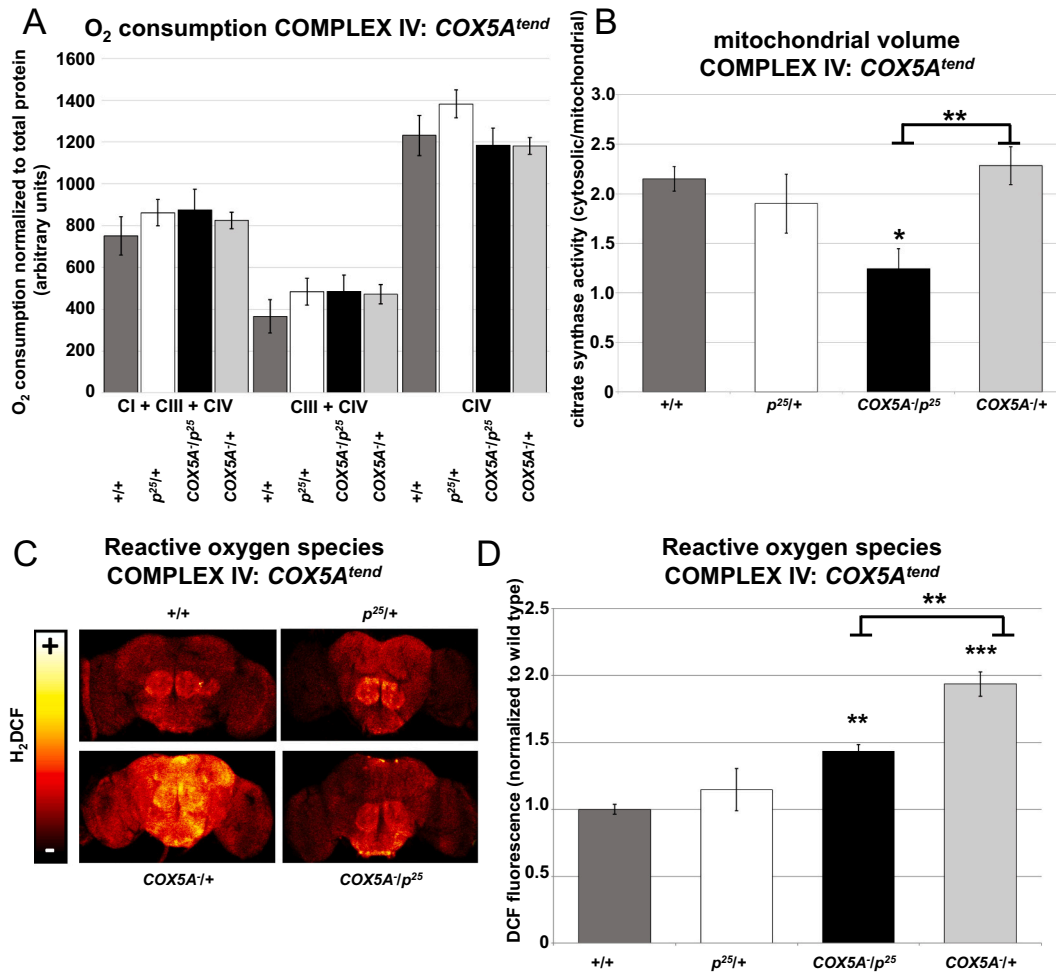 A
O₂ consumption COMPLEX IV: COX5Aᵗᵉⁿᵈ
O₂ consumption normalized to total protein
(arbitrary units)
1600
1400
1200
1000
800
600
400
200
0
CI + CIII + CIV
CIII + CIV
CIV
+/+
p²⁵/+
COX5A⁻/p²⁵
COX5A⁻/+
+/+
p²⁵/+
COX5A⁻/p²⁵
COX5A⁻/+
+/+
p²⁵/+
COX5A⁻/p²⁵
COX5A⁻/+
B
mitochondrial volume
COMPLEX IV: COX5Aᵗᵉⁿᵈ
citrate synthase activity (cytosolic/mitochondrial)
3.0
2.5
2.0
1.5
1.0
0.5
0
**
*
+/+
p²⁵/+
COX5A⁻/p²⁵
COX5A⁻/+
C
Reactive oxygen species
COMPLEX IV: COX5Aᵗᵉⁿᵈ
H₂DCF
+
-
+/+
p²⁵/+
COX5A⁻/+
COX5A⁻/p²⁵
D
Reactive oxygen species
COMPLEX IV: COX5Aᵗᵉⁿᵈ
DCF fluorescence (normalized to wild type)
2.5
2.0
1.5
1.0
0.5
0
**
***
**
+/+
p²⁵/+
COX5A⁻/p²⁵
COX5A⁻/+